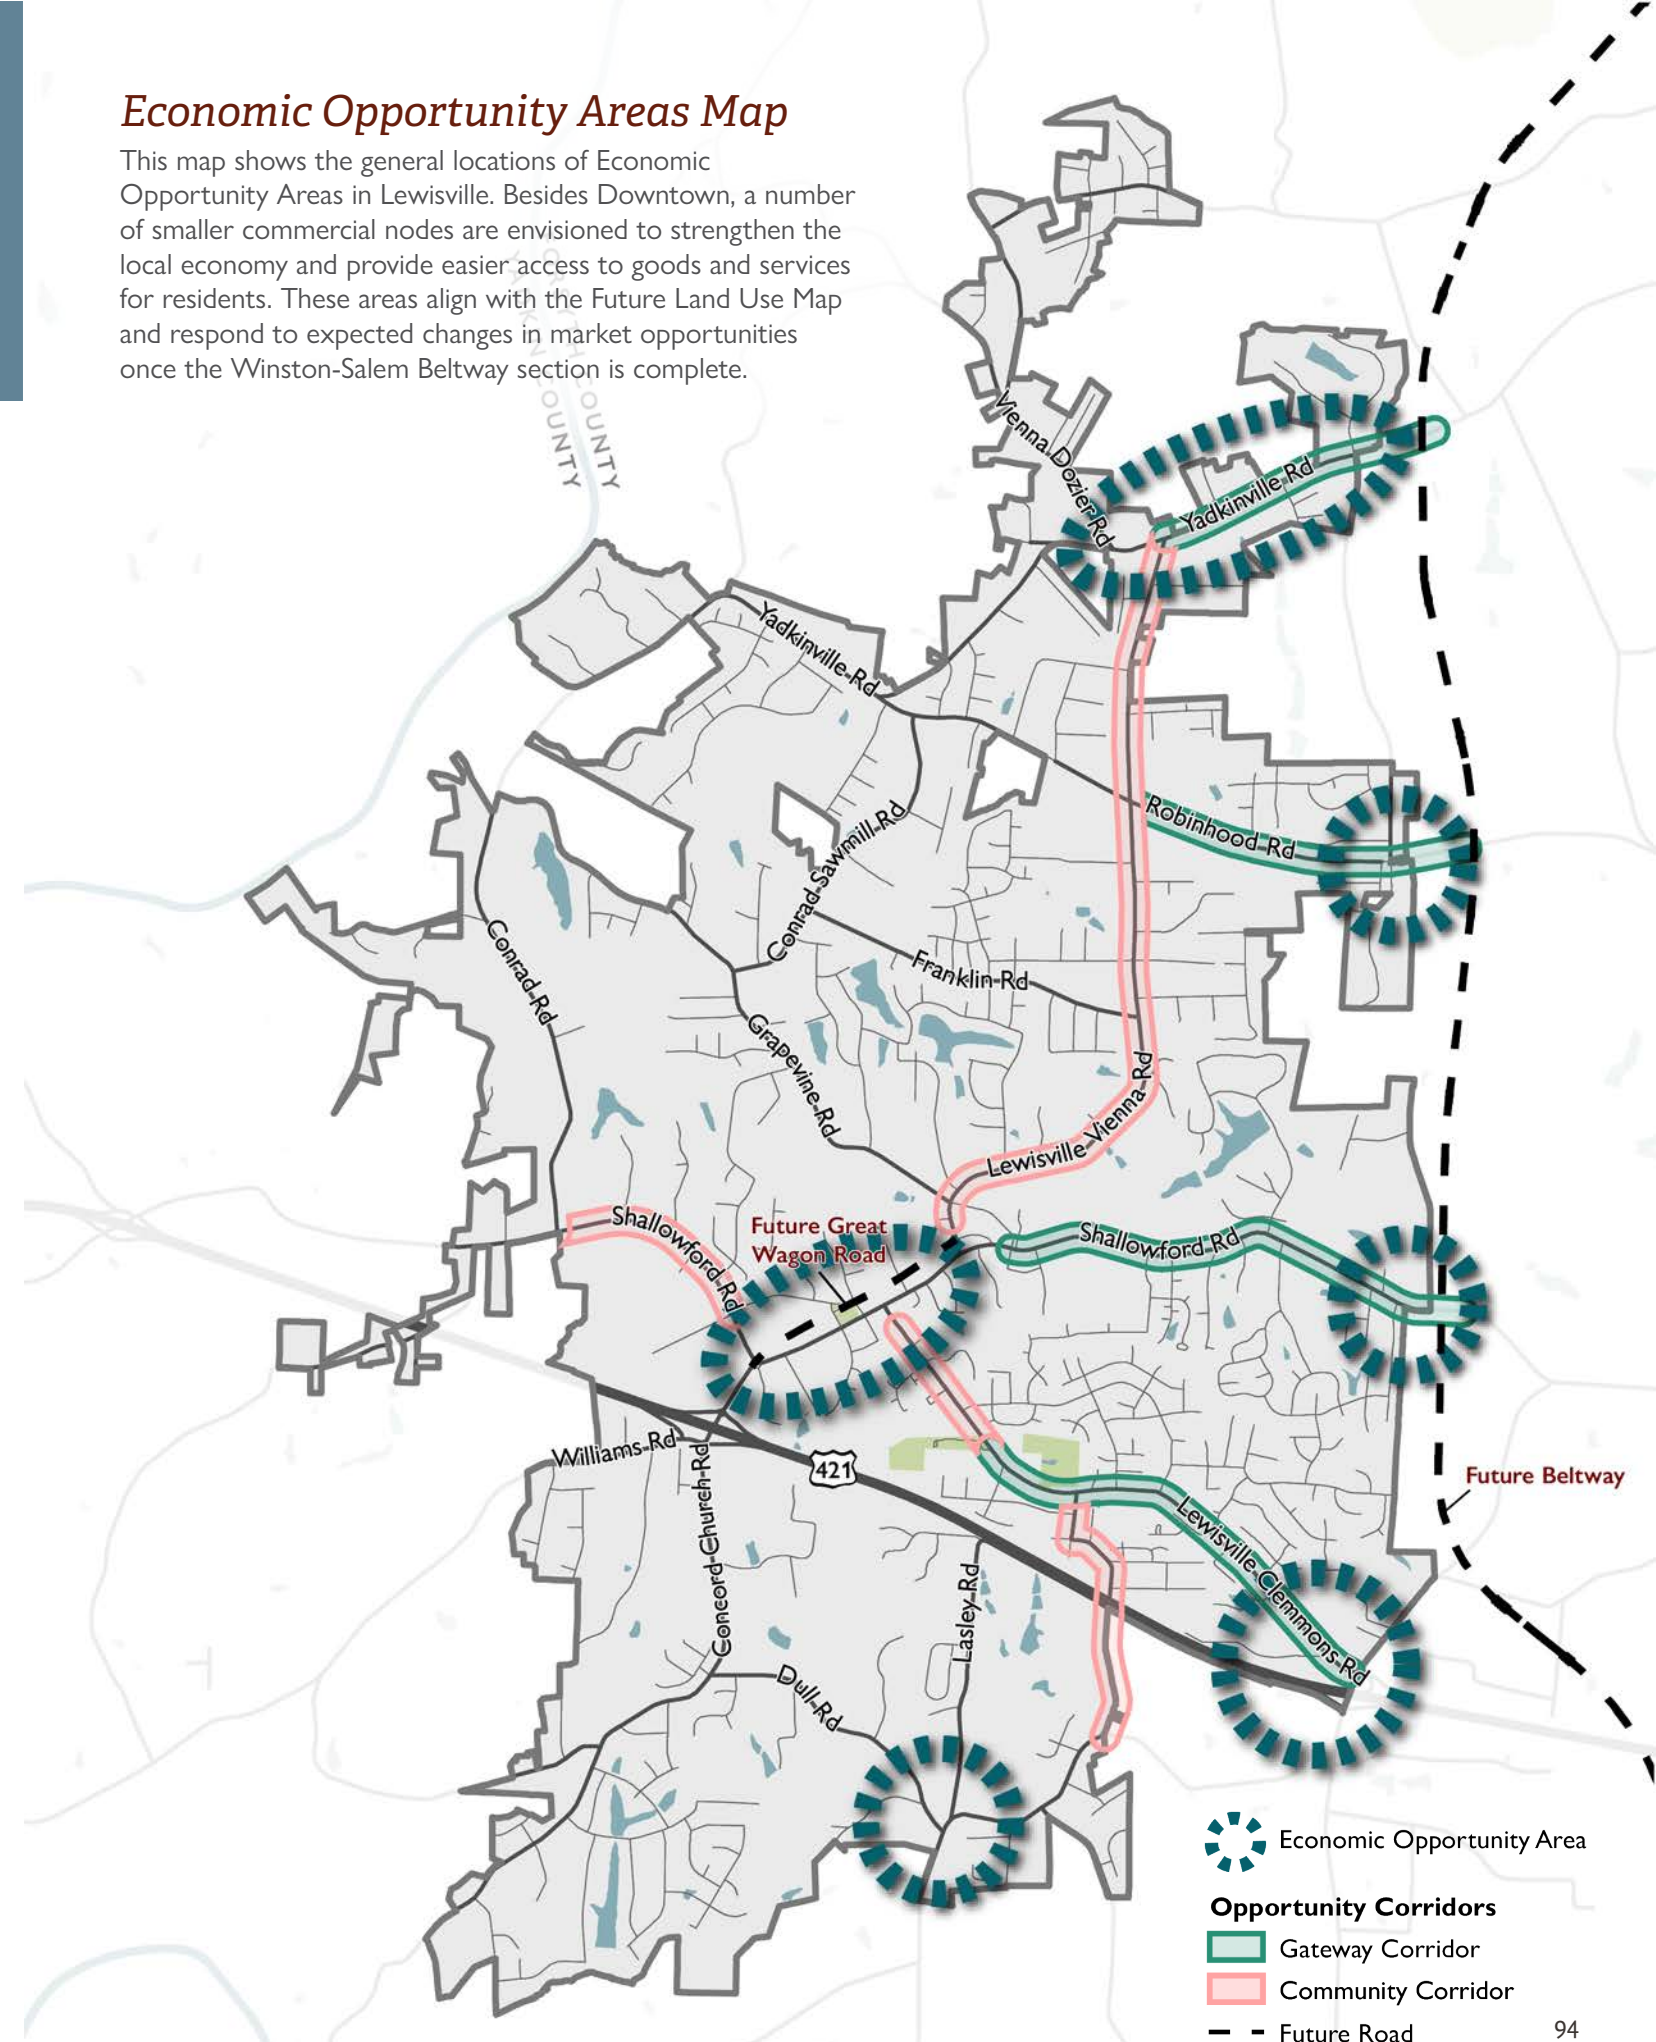 Economic Opportunity Areas Map
This map shows the general locations of Economic
Opportunity Areas in Lewisville. Besides Downtown, a number
of smaller commercial nodes are envisioned to strengthen the
local economy and provide easier access to goods and services
for residents. These areas align with the Future Land Use Map
and respond to expected changes in market opportunities
once the Winston-Salem Beltway section is complete.
YADKIN COUNTY
FORSYTH COUNTY
Vienna Dozier Rd
Yadkinville Rd
Yadkinville Rd
Robinhood Rd
Conrad Sawmill Rd
Conrad Rd
Franklin Rd
Grapevine Rd
Lewisville Vienna Rd
Shallowford Rd
Future Great
Wagon Road
Shallowford Rd
Williams Rd
421
Concord Church Rd
Future Beltway
Lewisville Clemmons Rd
Lasley Rd
Dull Rd
Economic Opportunity Area
Opportunity Corridors
Gateway Corridor
Community Corridor
Future Road
94